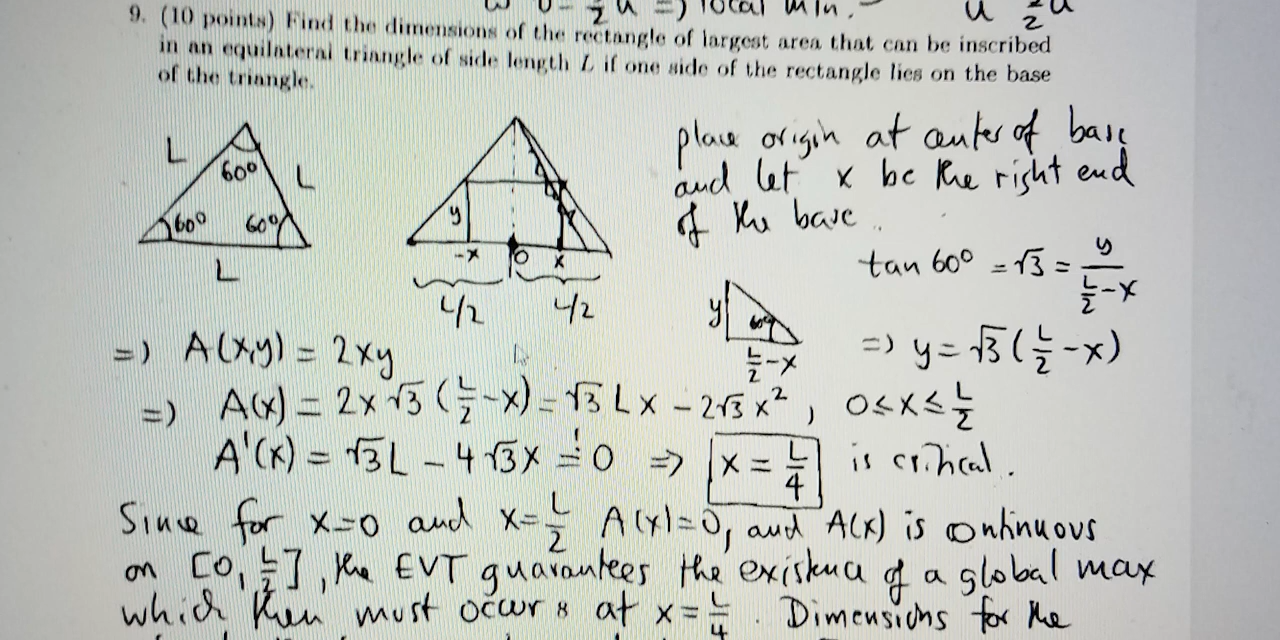 u
9. (10 points) Find the dimensions of the rectangle of largest area that can be inscribed
in an equilateral triangle of side length L if one side of the rectangle lies on the base
of the triangle.
L
60°
L
60°
60°
L
y
-x
0
x
L/2
L/2
place origin at center of base
and let x be the right end
of the base.
tan 60° = √3 = y/(L/2-x)
y
60°
L/2-x
=> y = √3 (L/2 - x)
=> A(x,y) = 2xy
=> A(x) = 2x√3 (L/2-x) = √3 Lx - 2√3 x², 0≤x≤L/2
A'(x) = √3L - 4√3x =! 0 => x = L/4 is critical.
Since for x=0 and x=L/2 A(x)=0, and A(x) is continuous
on [0, L/2], the EVT guarantees the existence of a global max
which then must occurs at x=L/4. Dimensions for the